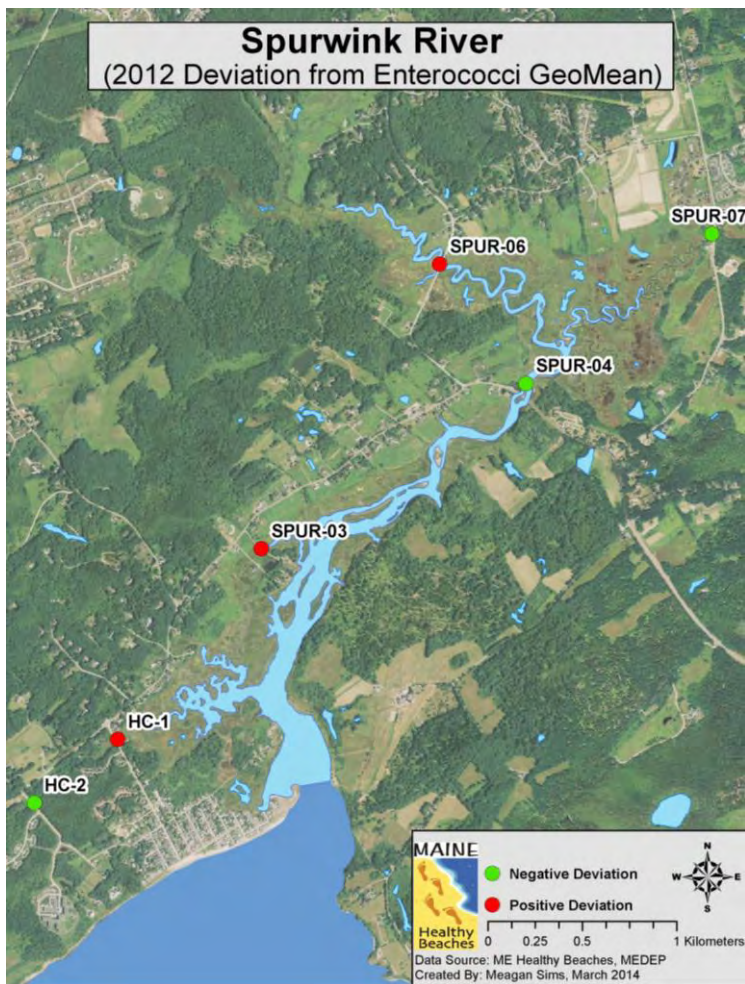 Spurwink River
(2012 Deviation from Enterococci GeoMean)
SPUR-07
SPUR-06
SPUR-04
SPUR-03
HC-1
HC-2
MAINE
Healthy
Beaches
Negative Deviation
Positive Deviation
N
W E
S
0 0.25 0.5 1 Kilometers
Data Source: ME Healthy Beaches, MEDEP
Created By: Meagan Sims, March 2014